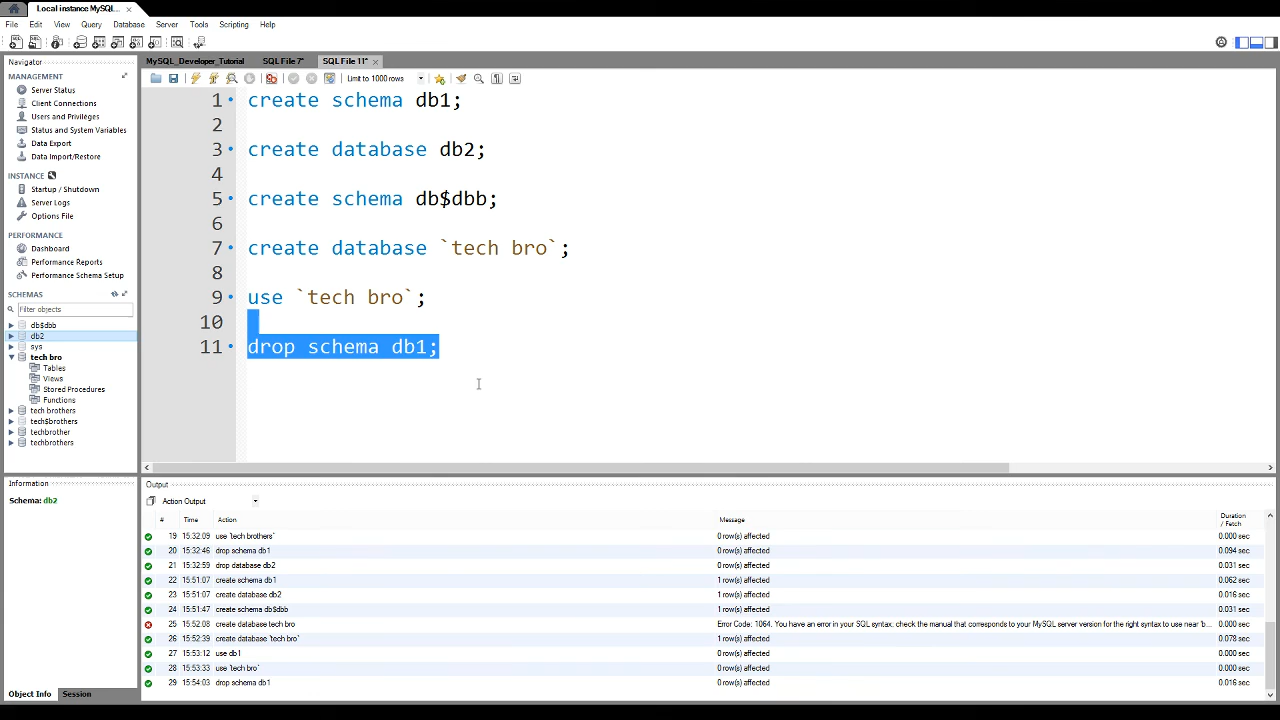 Local instance MySQL...
File Edit View Query Database Server Tools Scripting Help
Navigator
MANAGEMENT
Server Status
Client Connections
Users and Privileges
Status and System Variables
Data Export
Data Import/Restore
INSTANCE
Startup / Shutdown
Server Logs
Options File
PERFORMANCE
Dashboard
Performance Reports
Performance Schema Setup
SCHEMAS
Filter objects
db$dbb
db2
sys
tech bro
Tables
Views
Stored Procedures
Functions
tech brothers
tech$brothers
techbrother
techbrothers
Information
Schema: db2
Object Info Session
MySQL_Developer_Tutorial SQL File 7* SQL File 11*
Limit to 1000 rows
1 create schema db1;
2
3 create database db2;
4
5 create schema db$dbb;
6
7 create database `tech bro`;
8
9 use `tech bro`;
10
11 drop schema db1;
Output
Action Output
# Time Action Message Duration / Fetch
19 15:32:09 use `tech brothers` 0 row(s) affected 0.000 sec
20 15:32:46 drop schema db1 0 row(s) affected 0.094 sec
21 15:32:59 drop database db2 0 row(s) affected 0.031 sec
22 15:51:07 create schema db1 1 row(s) affected 0.062 sec
23 15:51:07 create database db2 1 row(s) affected 0.016 sec
24 15:51:47 create schema db$dbb 1 row(s) affected 0.031 sec
25 15:52:08 create database tech bro Error Code: 1064. You have an error in your SQL syntax; check the manual that corresponds to your MySQL server version for the right syntax to use near 'b... 0.000 sec
26 15:52:39 create database `tech bro` 1 row(s) affected 0.078 sec
27 15:53:12 use db1 0 row(s) affected 0.000 sec
28 15:53:33 use `tech bro` 0 row(s) affected 0.000 sec
29 15:54:03 drop schema db1 0 row(s) affected 0.016 sec